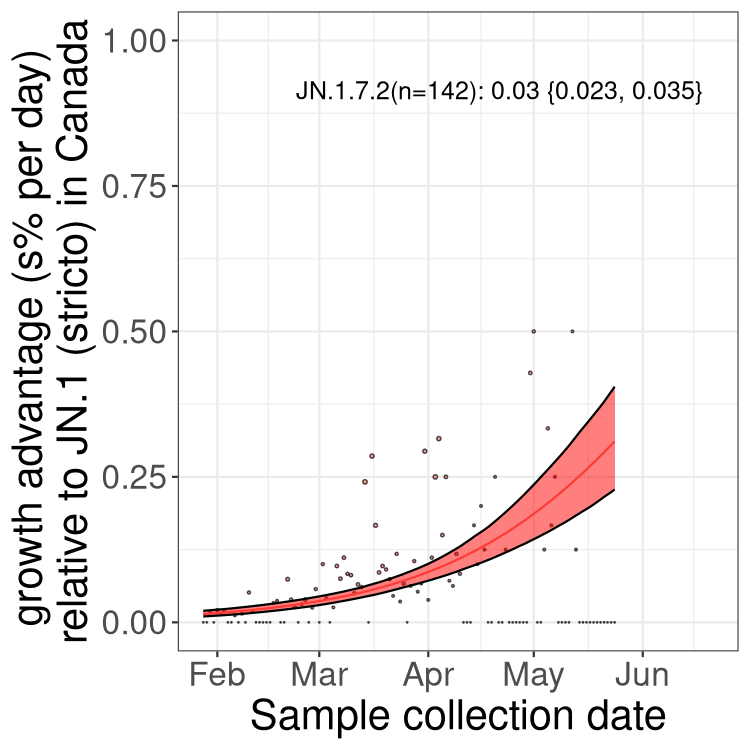 growth advantage (s% per day)
relative to JN.1 (stricto) in Canada
1.00
0.75
0.50
0.25
0.00
JN.1.7.2(n=142): 0.03 {0.023, 0.035}
Feb Mar Apr May Jun
Sample collection date